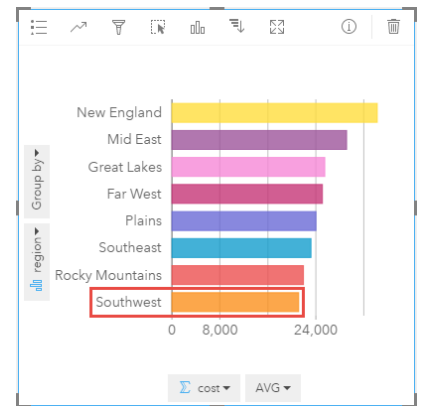 New England
Mid East
Great Lakes
Far West
Plains
Southeast
Rocky Mountains
Southwest
Group by
region
0 8,000 24,000
Σ cost AVG